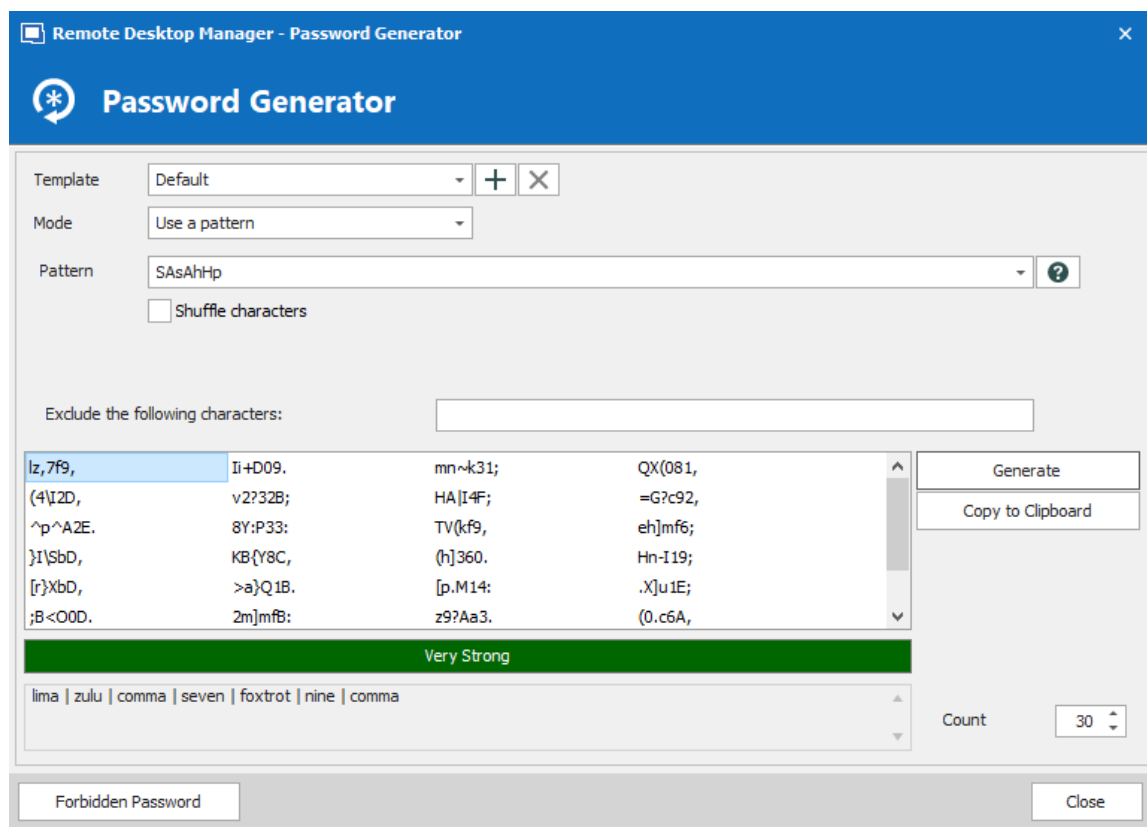 Remote Desktop Manager - Password Generator
Password Generator
Template Default
Mode Use a pattern
Pattern SAsAhHp
Shuffle characters
Exclude the following characters:
lz,7f9, Ii+D09. mn~k31; QX(081,
(4\I2D, v2?32B; HA|I4F; =G?c92,
^p^A2E. 8Y:P33: TV(kf9, eh]mf6;
}I\SbD, KB{Y8C, (h]360. Hn-I19;
[r}XbD, >a}Q1B. [p.M14: .X]u1E;
;B<O0D. 2m]mfB: z9?Aa3. (0.c6A,
Generate
Copy to Clipboard
Very Strong
lima | zulu | comma | seven | foxtrot | nine | comma
Count 30
Forbidden Password
Close